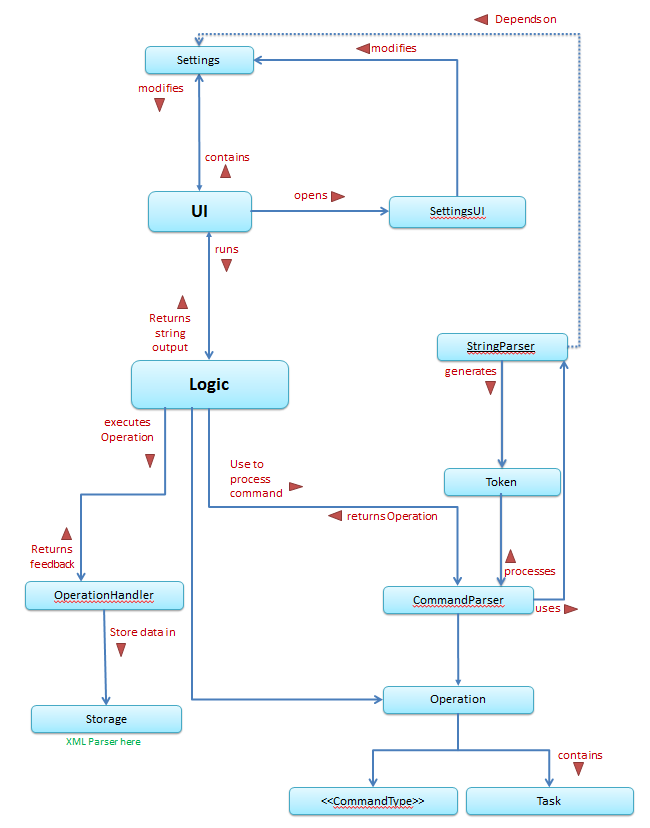 Depends on
modifies
Settings
modifies
contains
opens
UI
SettingsUI
runs
Returns
string
output
StringParser
generates
Logic
executes
Operation
Use to
process
command
Token
returns Operation
Returns
feedback
processes
OperationHandler
CommandParser
uses
Store data in
Operation
Storage
XML Parser here
contains
<<CommandType>>
Task